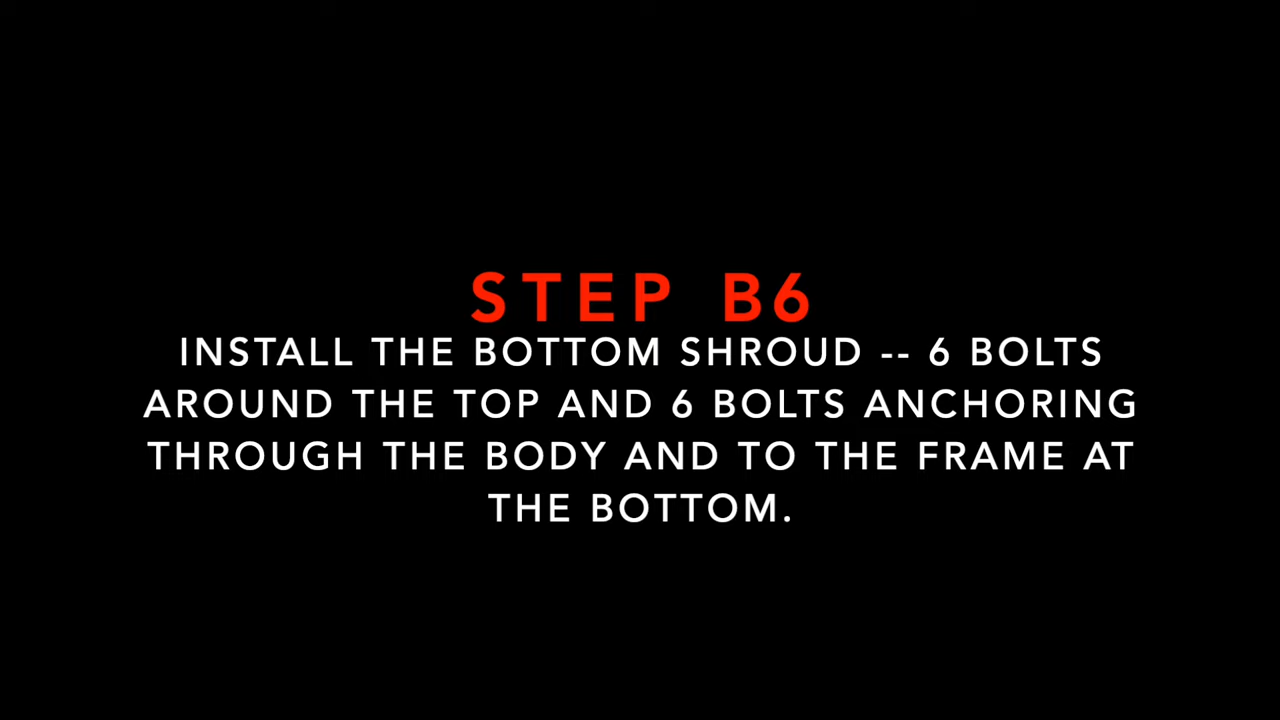 STEP B6
INSTALL THE BOTTOM SHROUD -- 6 BOLTS
AROUND THE TOP AND 6 BOLTS ANCHORING
THROUGH THE BODY AND TO THE FRAME AT
THE BOTTOM.